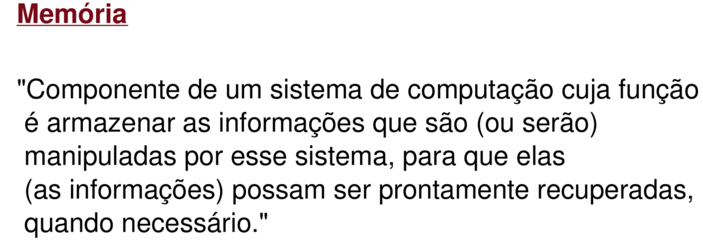 Memória
"Componente de um sistema de computação cuja função
é armazenar as informações que são (ou serão)
manipuladas por esse sistema, para que elas
(as informações) possam ser prontamente recuperadas,
quando necessário."